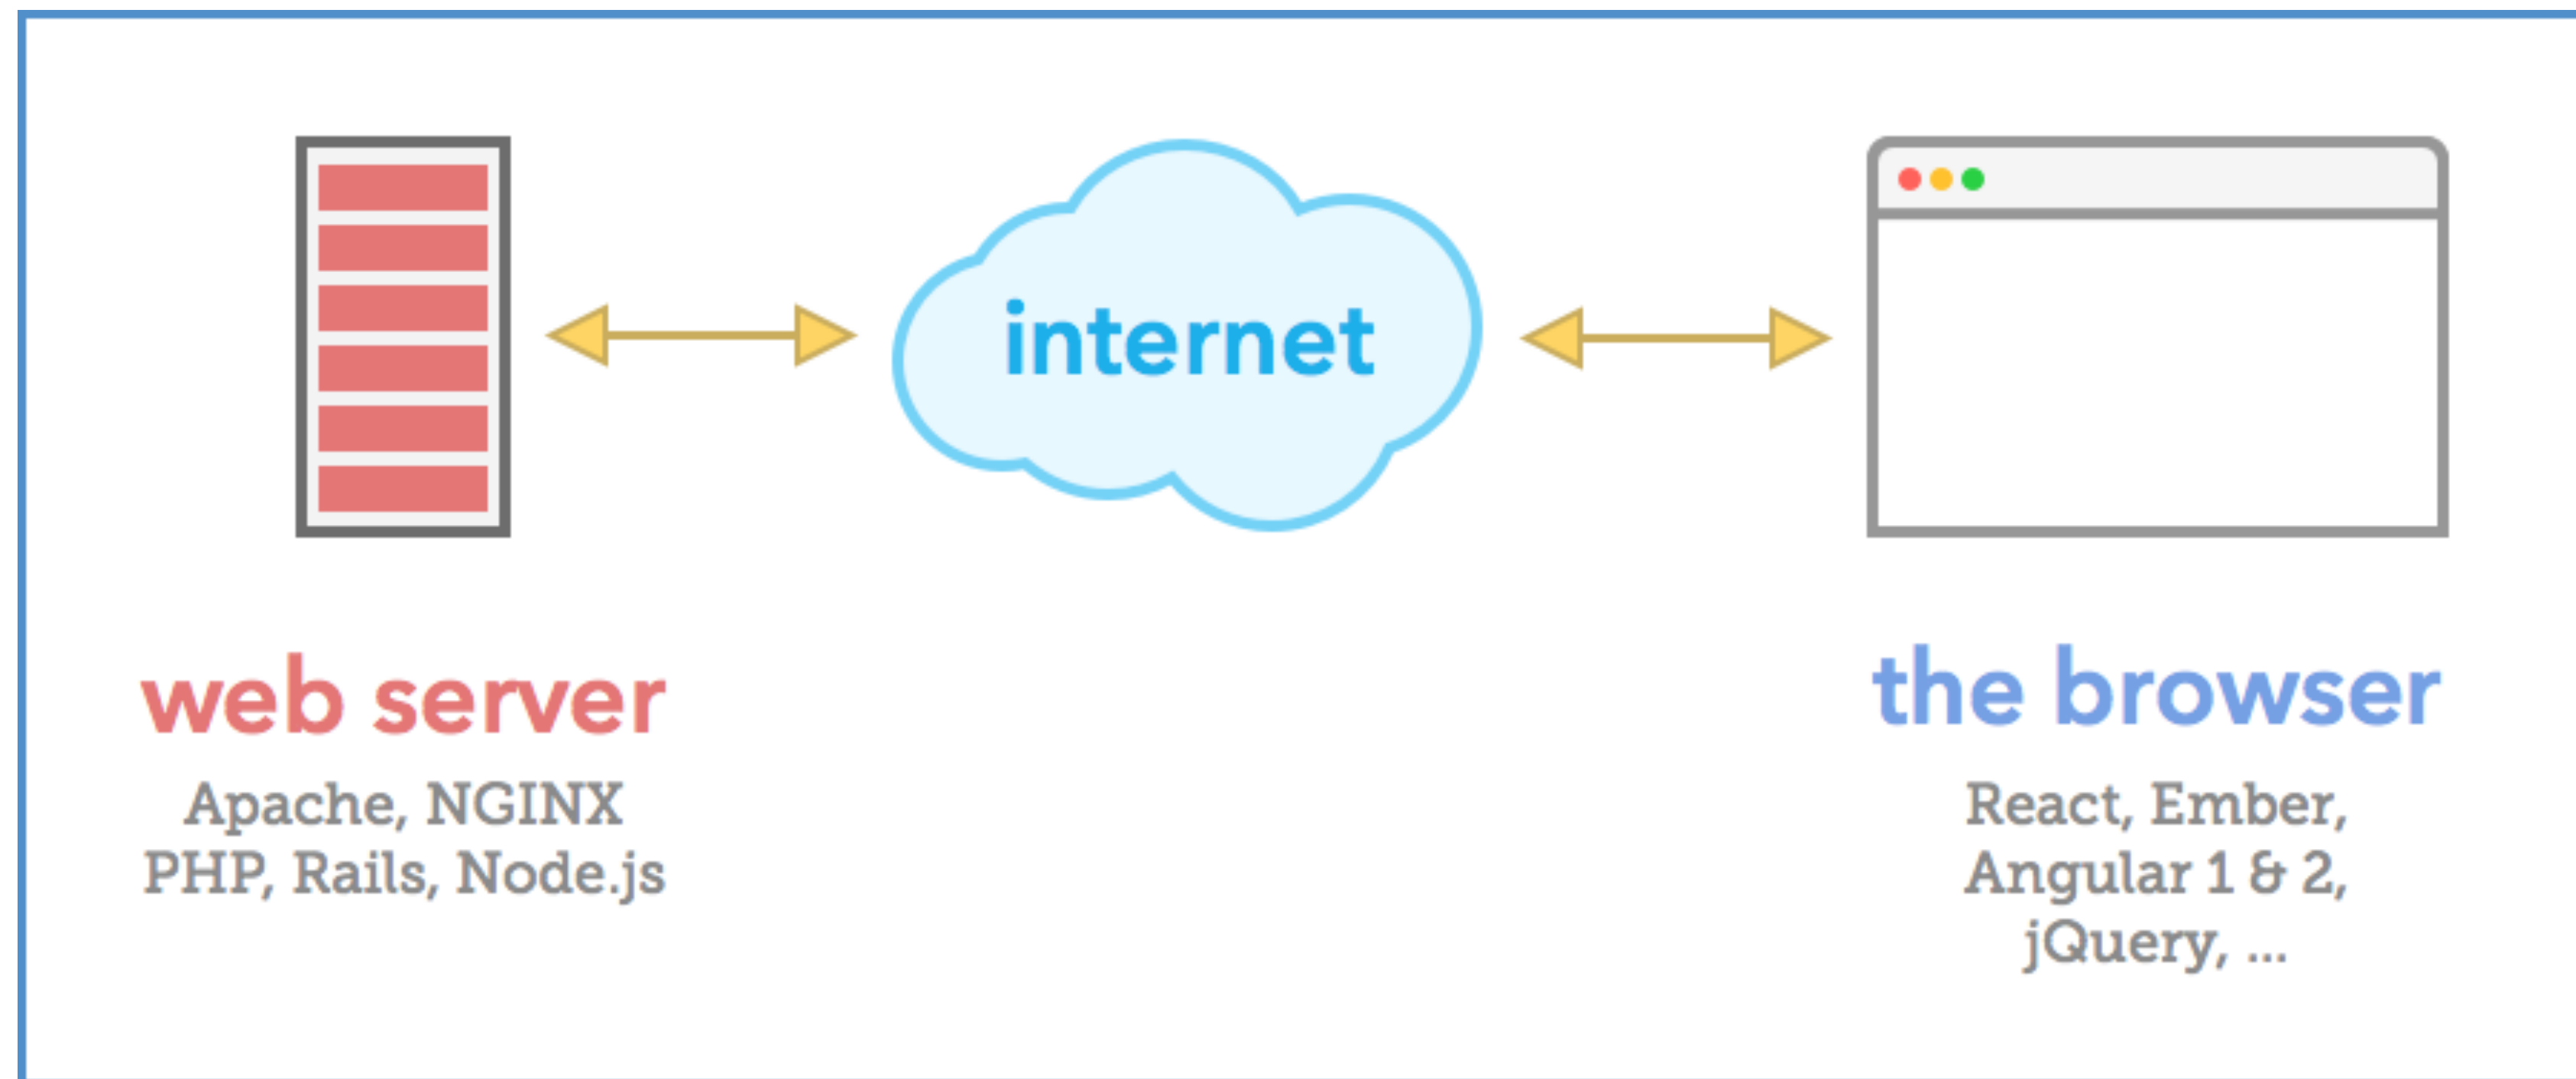 internet
web server
Apache, NGINX
PHP, Rails, Node.js
the browser
React, Ember,
Angular 1 & 2,
jQuery, ...